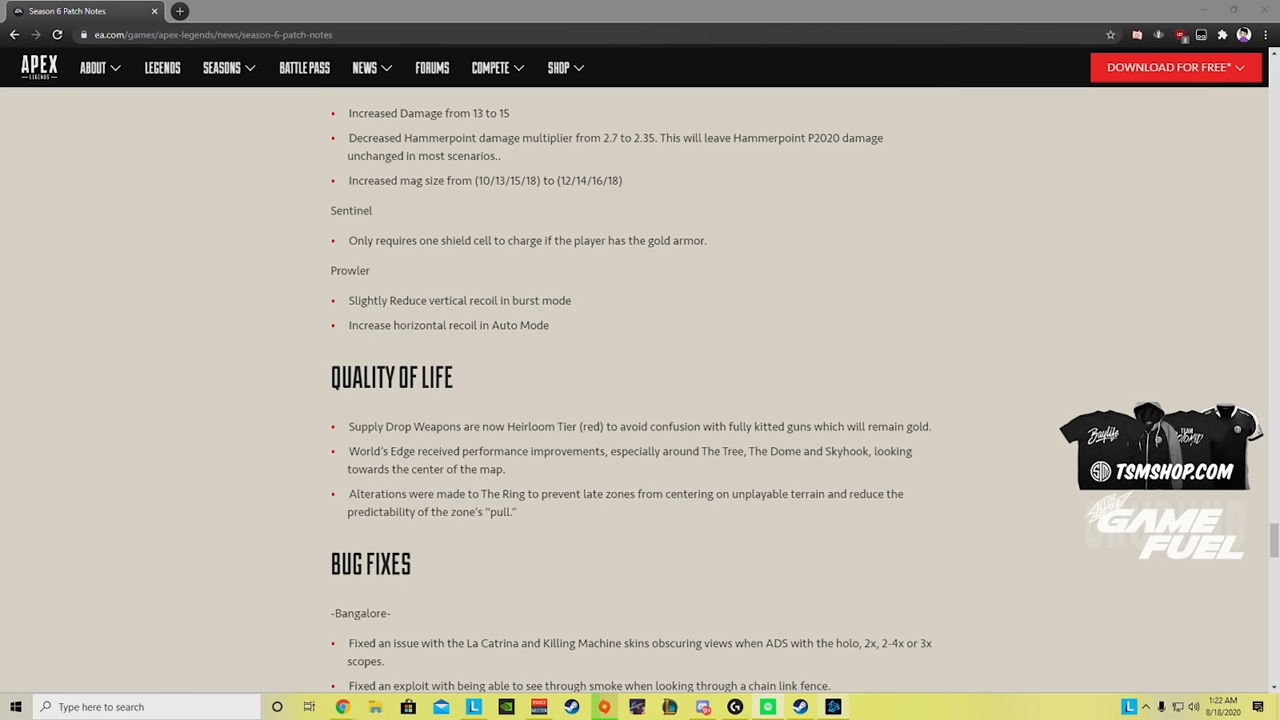 Season 6 Patch Notes
ea.com/games/apex-legends/news/season-6-patch-notes
APEX
LEGENDS
ABOUT
LEGENDS
SEASONS
BATTLE PASS
NEWS
FORUMS
COMPETE
SHOP
DOWNLOAD FOR FREE*
Increased Damage from 13 to 15
Decreased Hammerpoint damage multiplier from 2.7 to 2.35. This will leave Hammerpoint P2020 damage
unchanged in most scenarios..
Increased mag size from (10/13/15/18) to (12/14/16/18)
Sentinel
Only requires one shield cell to charge if the player has the gold armor.
Prowler
Slightly Reduce vertical recoil in burst mode
Increase horizontal recoil in Auto Mode
QUALITY OF LIFE
Supply Drop Weapons are now Heirloom Tier (red) to avoid confusion with fully kitted guns which will remain gold.
World's Edge received performance improvements, especially around The Tree, The Dome and Skyhook, looking
towards the center of the map.
Alterations were made to The Ring to prevent late zones from centering on unplayable terrain and reduce the
predictability of the zone's “pull.”
TSMSHOP.COM
GAME
FUEL
BUG FIXES
-Bangalore-
Fixed an issue with the La Catrina and Killing Machine skins obscuring views when ADS with the holo, 2x, 2-4x or 3x
scopes.
Fixed an exploit with being able to see through smoke when looking through a chain link fence.
Type here to search
1:22 AM
8/18/2020